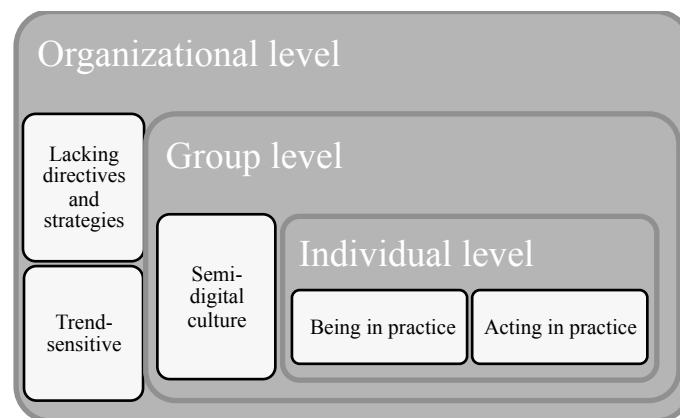 Organizational level
Lacking
directives
and
strategies
Trend-
sensitive
Group level
Semi-
digital
culture
Individual level
Being in practice
Acting in practice